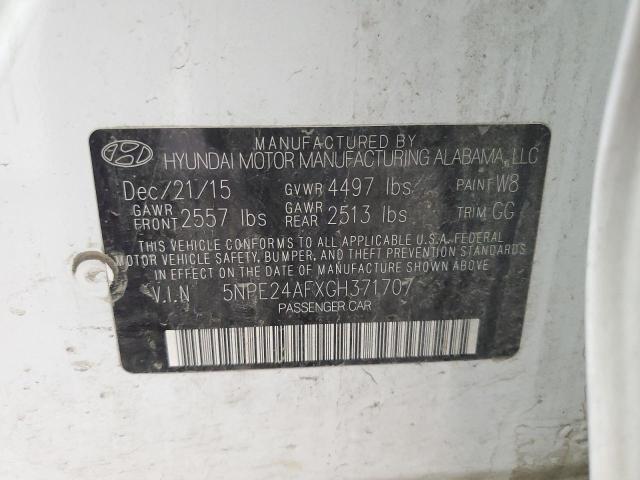 MANUFACTURED BY
HYUNDAI MOTOR MANUFACTURING ALABAMA, LLC
Dec/21/15 GVWR 4497 lbs PAINT W8
GAWR FRONT 2557 lbs GAWR REAR 2513 lbs TRIM GG
THIS VEHICLE CONFORMS TO ALL APPLICABLE U.S.A. FEDERAL
MOTOR VEHICLE SAFETY, BUMPER, AND THEFT PREVENTION STANDARDS
IN EFFECT ON THE DATE OF MANUFACTURE SHOWN ABOVE.
V.I.N 5NPE24AFXGH371707
PASSENGER CAR